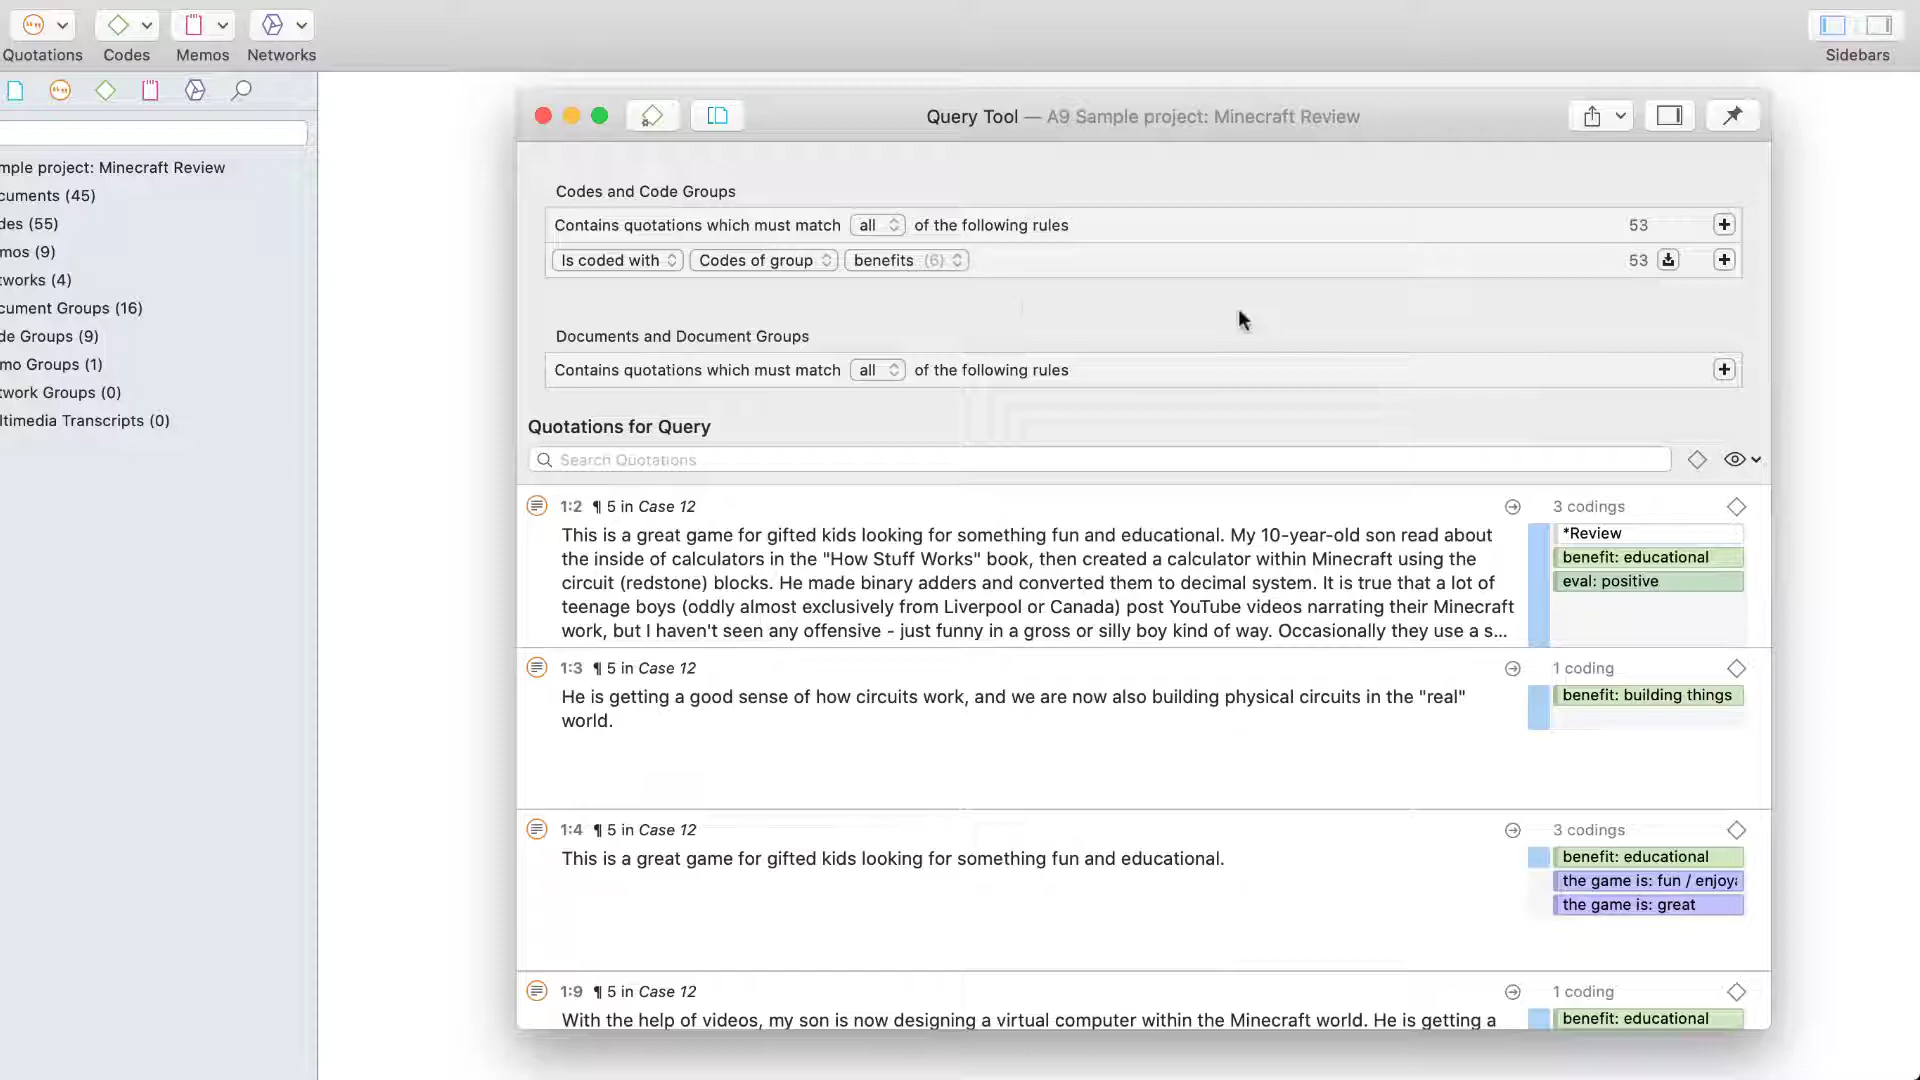 Quotations
Codes
Memos
Networks
Sidebars
mple project: Minecraft Review
cuments (45)
des (55)
mos (9)
tworks (4)
cument Groups (16)
de Groups (9)
mo Groups (1)
twork Groups (0)
ltimedia Transcripts (0)
Query Tool — A9 Sample project: Minecraft Review
Codes and Code Groups
Contains quotations which must match all of the following rules 53
Is coded with Codes of group benefits (6) 53
Documents and Document Groups
Contains quotations which must match all of the following rules
Quotations for Query
Search Quotations
1:2 ¶ 5 in Case 12
This is a great game for gifted kids looking for something fun and educational. My 10-year-old son read about
the inside of calculators in the "How Stuff Works" book, then created a calculator within Minecraft using the
circuit (redstone) blocks. He made binary adders and converted them to decimal system. It is true that a lot of
teenage boys (oddly almost exclusively from Liverpool or Canada) post YouTube videos narrating their Minecraft
work, but I haven't seen any offensive - just funny in a gross or silly boy kind of way. Occasionally they use a s...
3 codings
*Review
benefit: educational
eval: positive
1:3 ¶ 5 in Case 12
He is getting a good sense of how circuits work, and we are now also building physical circuits in the "real"
world.
1 coding
benefit: building things
1:4 ¶ 5 in Case 12
This is a great game for gifted kids looking for something fun and educational.
3 codings
benefit: educational
the game is: fun / enjoya
the game is: great
1:9 ¶ 5 in Case 12
With the help of videos, my son is now designing a virtual computer within the Minecraft world. He is getting a
1 coding
benefit: educational